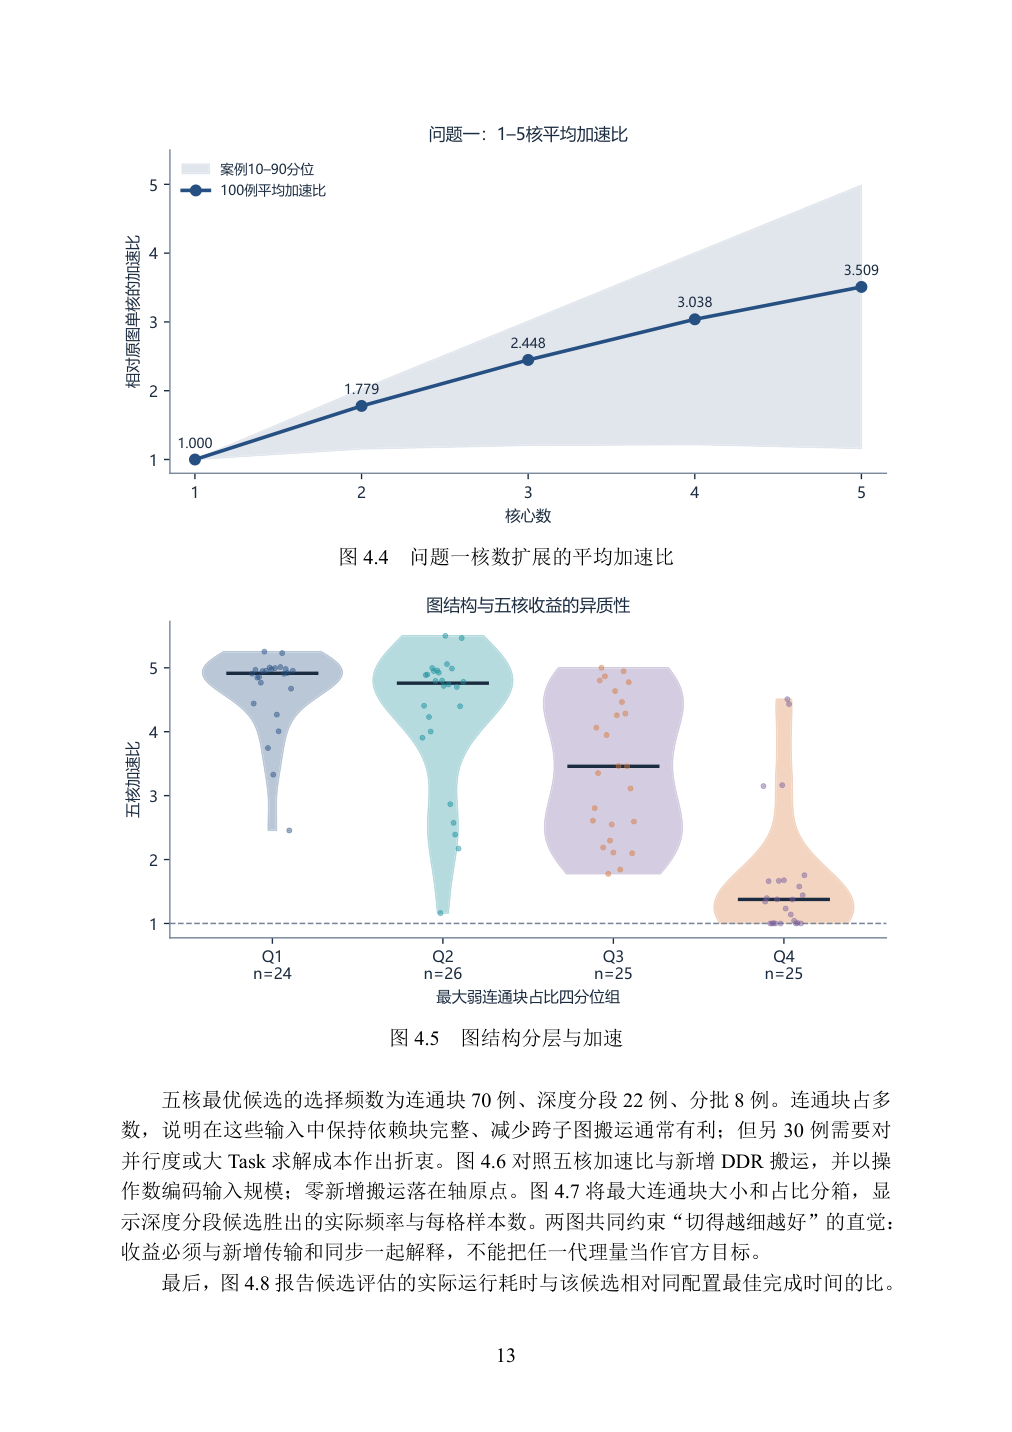 问题一：1–5核平均加速比
案例10–90分位
100例平均加速比
相对原图单核的加速比
5
4
3
2
1
1.000
1.779
2.448
3.038
3.509
1 2 3 4 5
核心数
图 4.4 问题一核数扩展的平均加速比
图结构与五核收益的异质性
五核加速比
5
4
3
2
1
Q1 Q2 Q3 Q4
n=24 n=26 n=25 n=25
最大弱连通块占比四分位组
图 4.5 图结构分层与加速
五核最优候选的选择频数为连通块 70 例、深度分段 22 例、分批 8 例。连通块占多
数，说明在这些输入中保持依赖块完整、减少跨子图搬运通常有利；但另 30 例需要对
并行度或大 Task 求解成本作出折衷。图 4.6 对照五核加速比与新增 DDR 搬运，并以操
作数编码输入规模；零新增搬运落在轴原点。图 4.7 将最大连通块大小和占比分箱，显
示深度分段候选胜出的实际频率与每格样本数。两图共同约束“切得越细越好”的直觉：
收益必须与新增传输和同步一起解释，不能把任一代理量当作官方目标。
最后，图 4.8 报告候选评估的实际运行耗时与该候选相对同配置最佳完成时间的比。
13